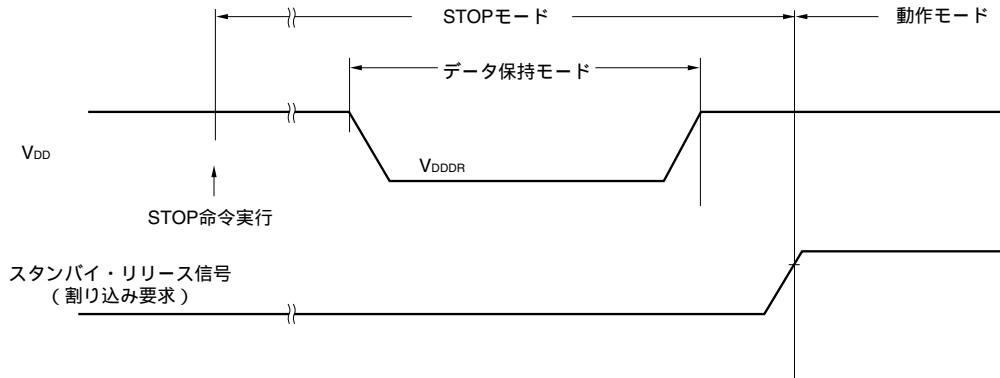 STOPモード
動作モード
データ保持モード
VDD
VDDDR
STOP命令実行
スタンバイ・リリース信号
(割り込み要求)